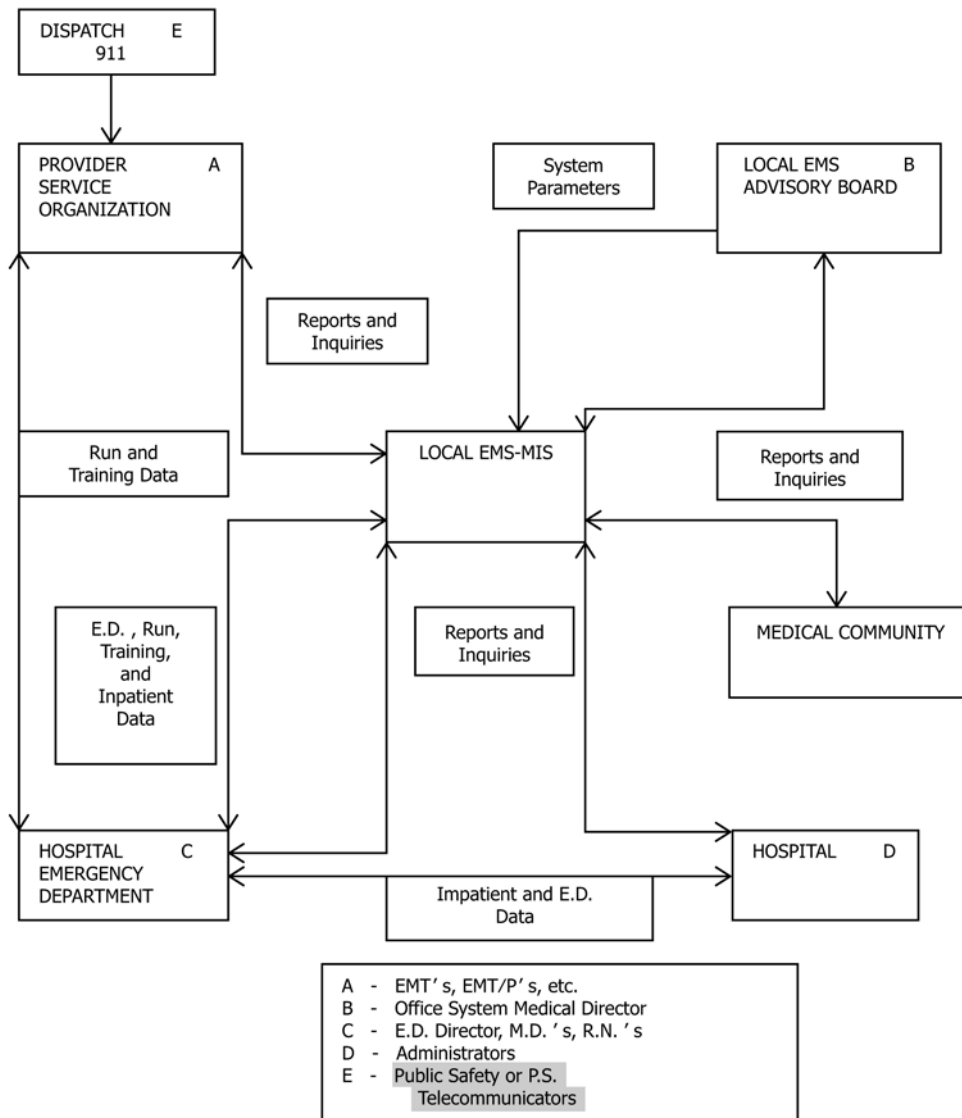 DISPATCH E
911
PROVIDER A
SERVICE
ORGANIZATION
System
Parameters
LOCAL EMS B
ADVISORY BOARD
Reports and
Inquiries
Run and
Training Data
LOCAL EMS-MIS
Reports and
Inquiries
E.D. , Run,
Training,
and
Inpatient
Data
Reports and
Inquiries
MEDICAL COMMUNITY
HOSPITAL C
EMERGENCY
DEPARTMENT
HOSPITAL D
Impatient and E.D.
Data
A - EMT's, EMT/P's, etc.
B - Office System Medical Director
C - E.D. Director, M.D. 's, R.N. 's
D - Administrators
E - Public Safety or P.S.
Telecommunicators